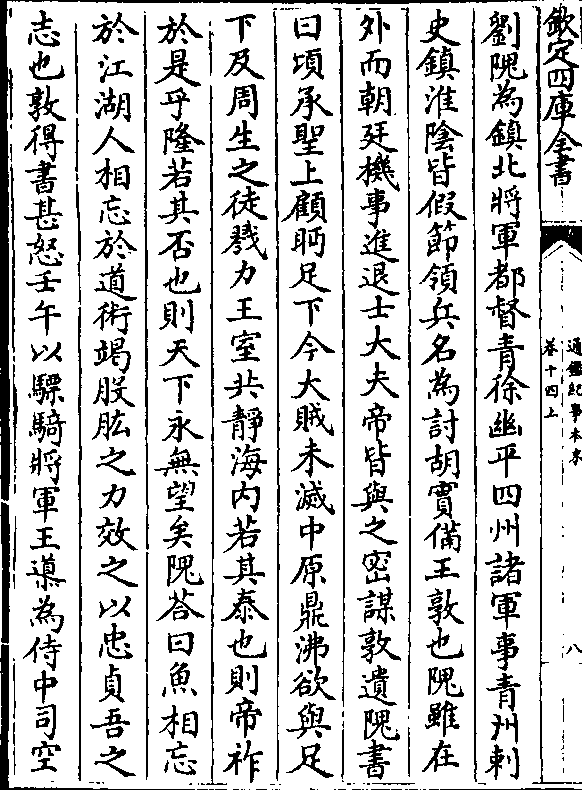 欽定四庫全書
通鑑紀事本末
卷十四上
八
劉隗為鎮北將軍都督青徐幽平四州諸軍事青州刺
史鎮淮陰皆假節領兵名為討胡實備王敦也隗雖在
外而朝廷機事進退士大夫帝皆與之密謀敦遺隗書
曰頃承聖上顧眄足下今大賊未滅中原鼎沸欲與足
下及周生之徒戮力王室共靜海内若其泰也則帝祚
於是乎隆若其否也則天下永無望矣隗荅曰魚相忘
於江湖人相忘於道術竭股肱之力效之以忠貞吾之
志也敦得書甚怒壬午以驃騎將軍王導為侍中司空